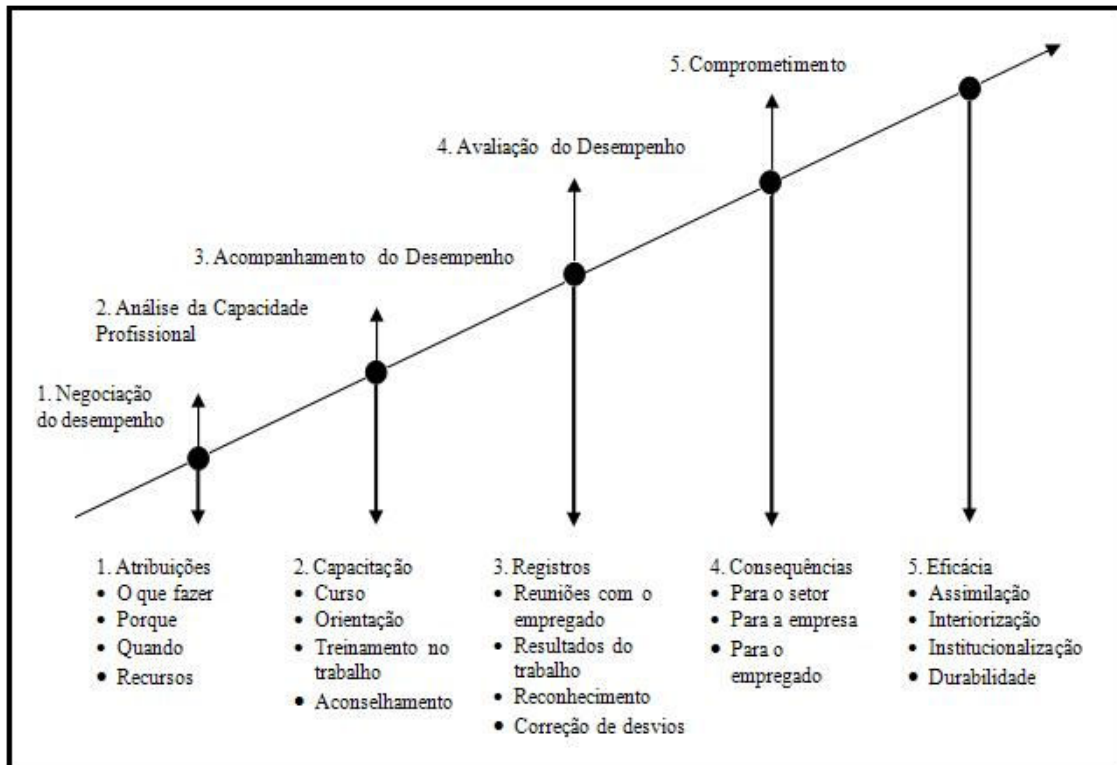 5. Comprometimento
4. Avaliação do Desempenho
3. Acompanhamento do Desempenho
2. Análise da Capacidade
Profissional
1. Negociação
do desempenho
1. Atribuições
• O que fazer
• Porque
• Quando
• Recursos
2. Capacitação
• Curso
• Orientação
• Treinamento no
trabalho
• Aconselhamento
3. Registros
• Reuniões com o
empregado
• Resultados do
trabalho
• Reconhecimento
• Correção de desvios
4. Consequências
• Para o setor
• Para a empresa
• Para o
empregado
5. Eficácia
• Assimilação
• Interiorização
• Institucionalização
• Durabilidade